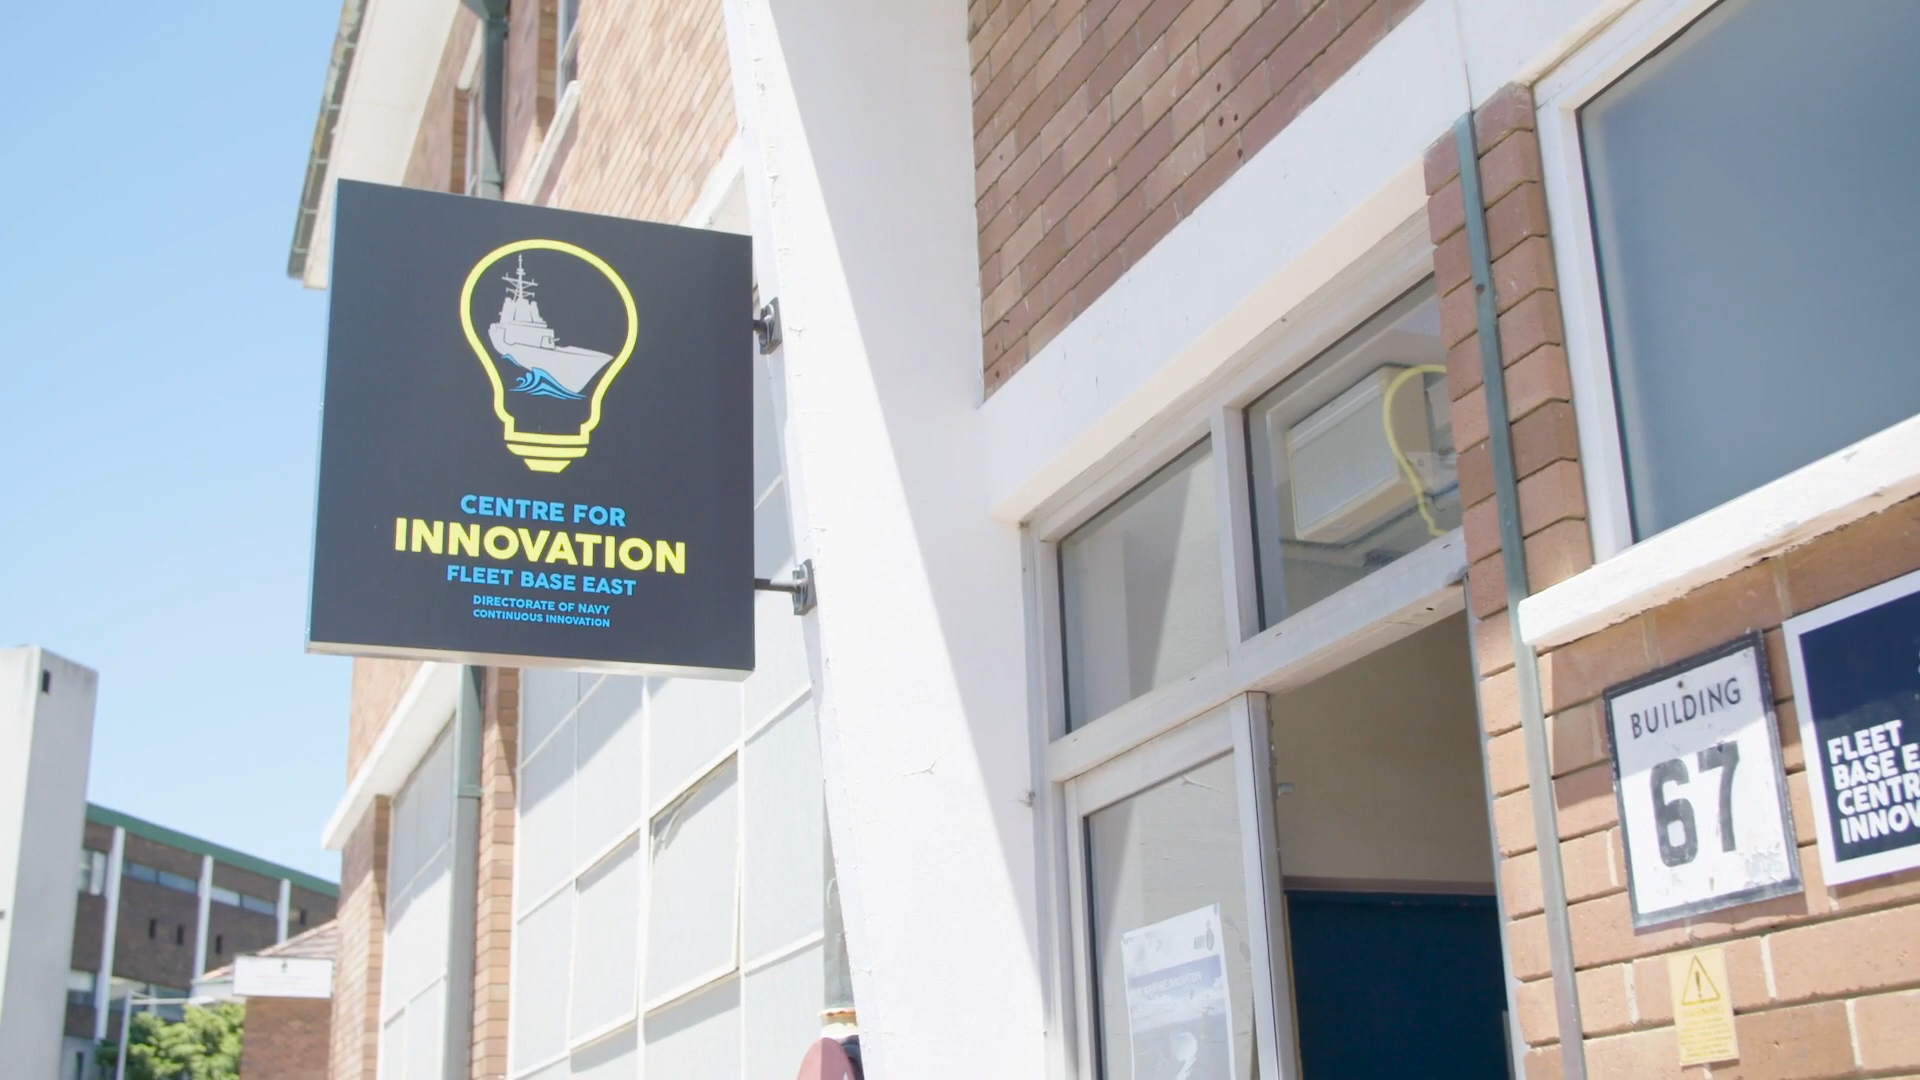 CENTRE FOR
INNOVATION
FLEET BASE EAST
DIRECTORATE OF NAVY
CONTINUOUS INNOVATION
BUILDING
67
FLEET
BASE E
CENTR
INNOV